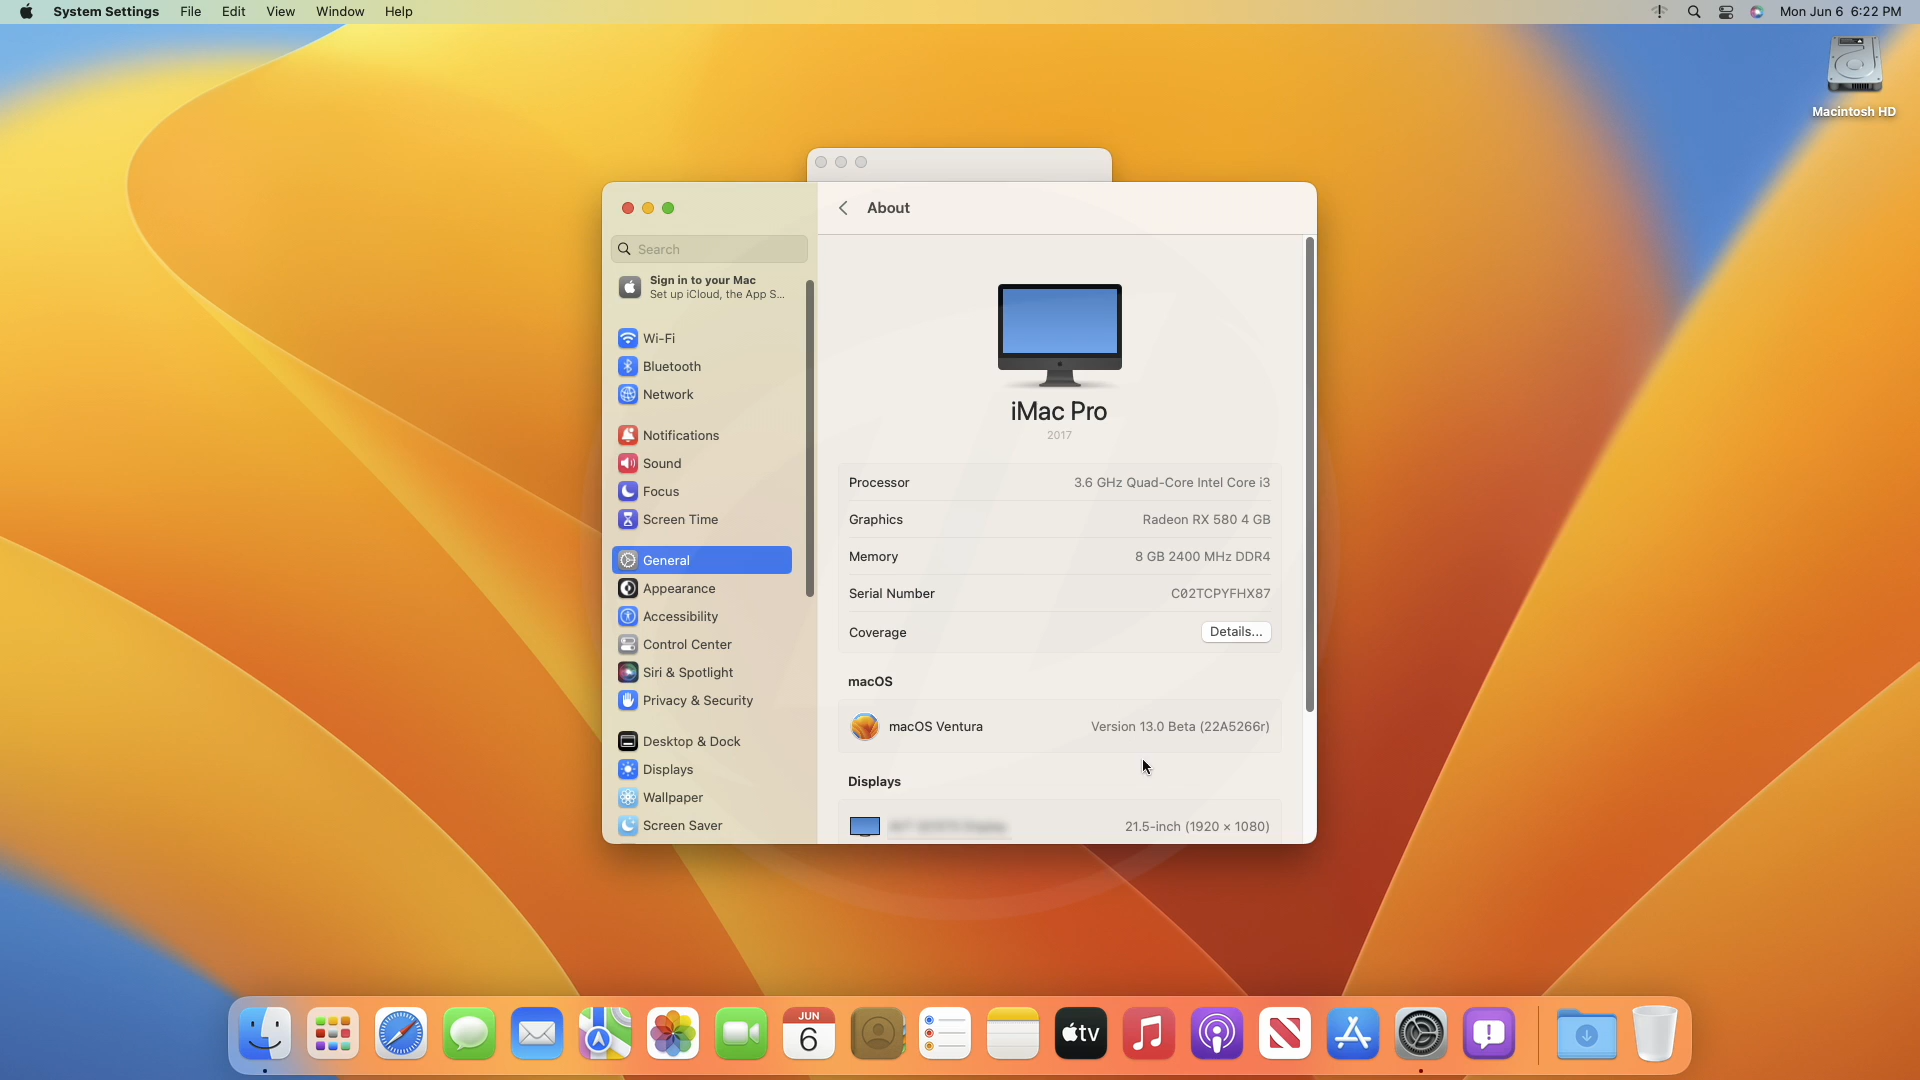 System Settings File Edit View Window Help Mon Jun 6 6:22 PM
Macintosh HD
About
Search
Sign in to your Mac
Set up iCloud, the App S...
Wi-Fi
Bluetooth
Network
Notifications
Sound
Focus
Screen Time
General
Appearance
Accessibility
Control Center
Siri & Spotlight
Privacy & Security
Desktop & Dock
Displays
Wallpaper
Screen Saver
iMac Pro
2017
Processor 3.6 GHz Quad-Core Intel Core i3
Graphics Radeon RX 580 4 GB
Memory 8 GB 2400 MHz DDR4
Serial Number C02TCPYFHX87
Coverage Details...
macOS
macOS Ventura Version 13.0 Beta (22A5266r)
Displays
21.5-inch (1920 × 1080)
JUN
6
tv